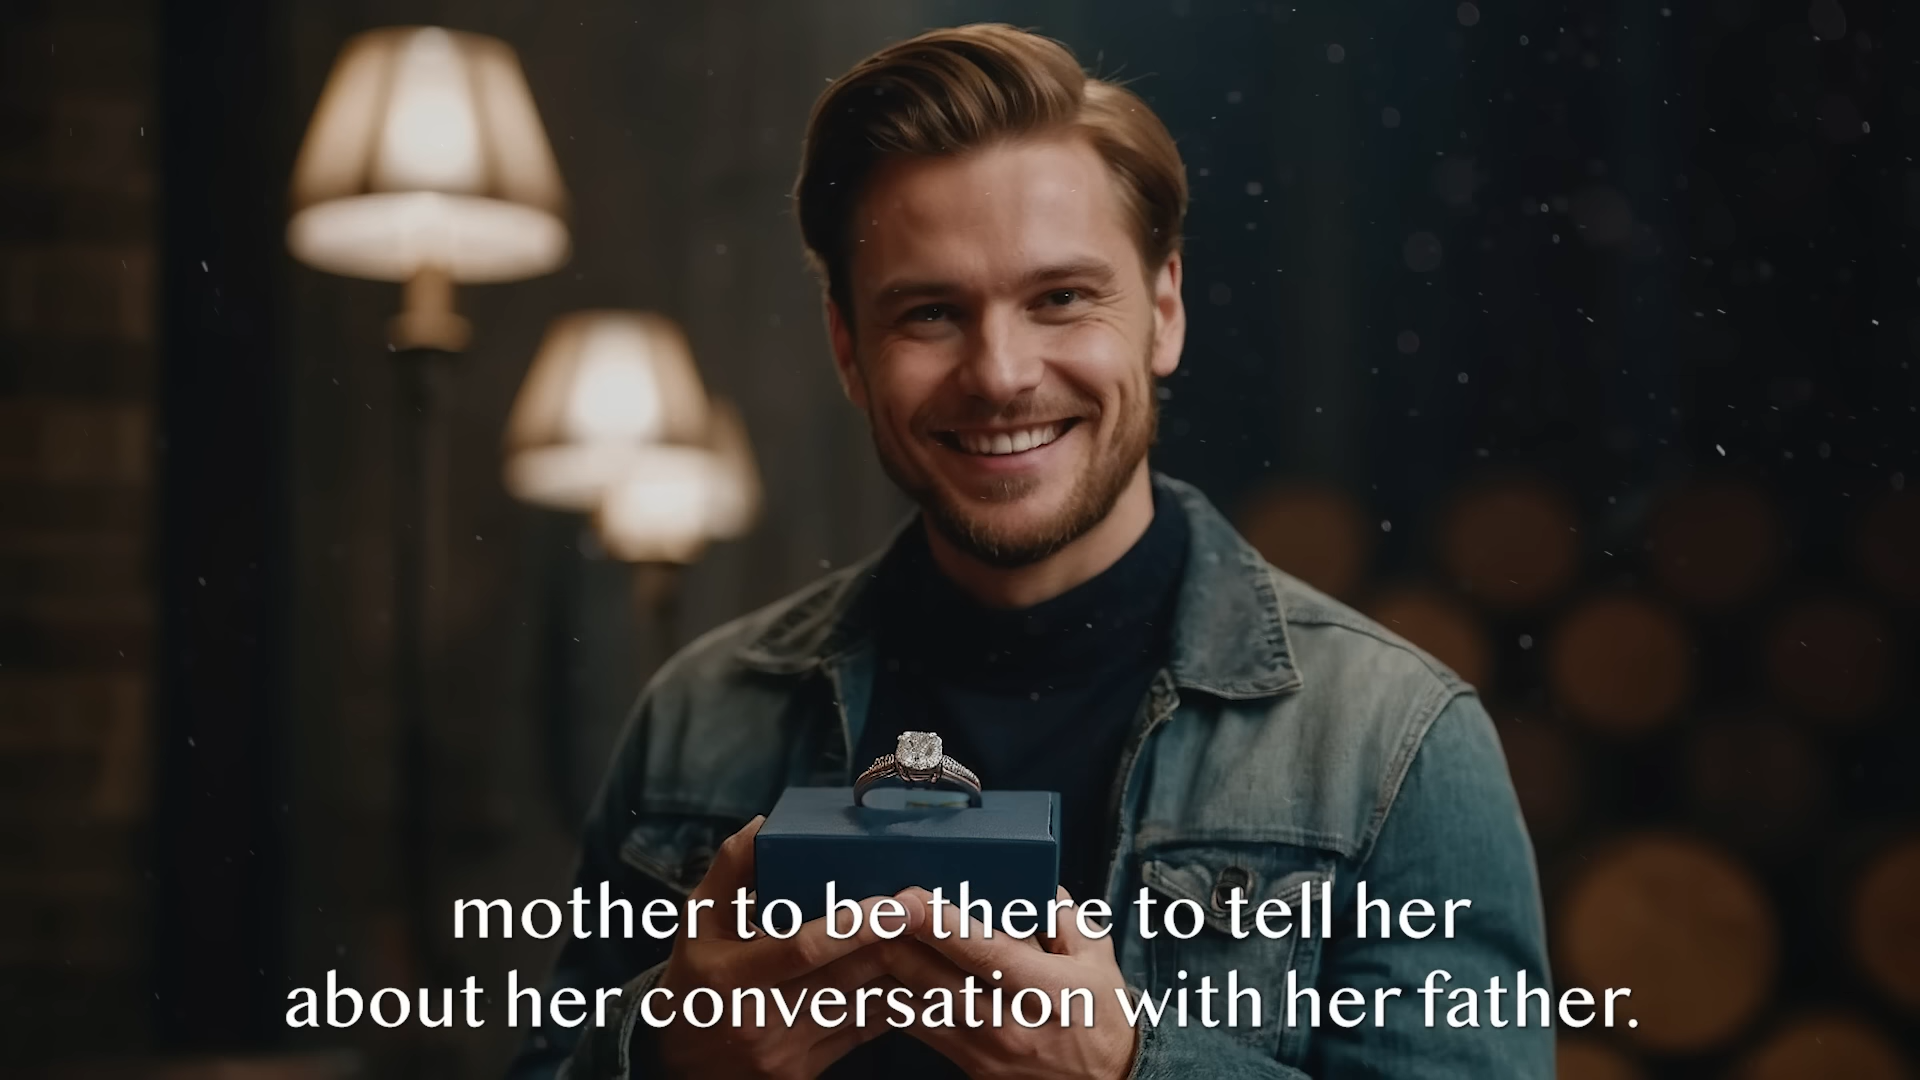 mother to be there to tell her
about her conversation with her father.